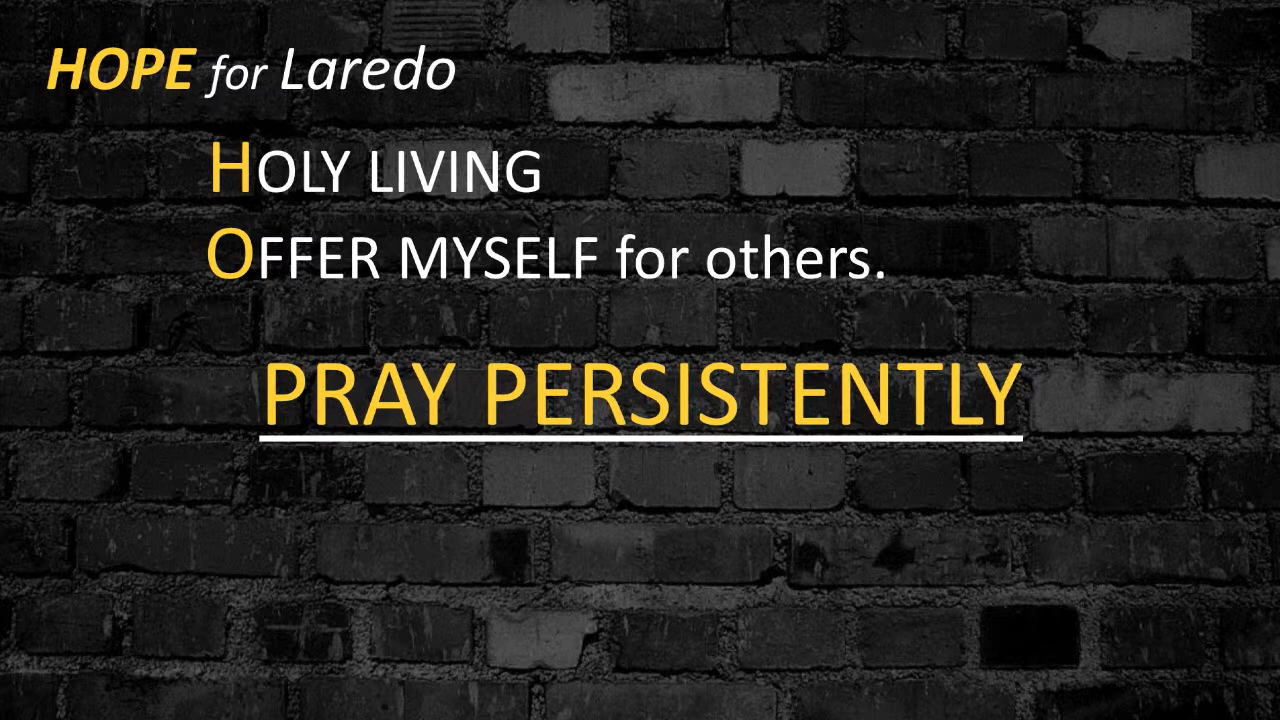 HOPE for Laredo
HOLY LIVING
OFFER MYSELF for others.
PRAY PERSISTENTLY